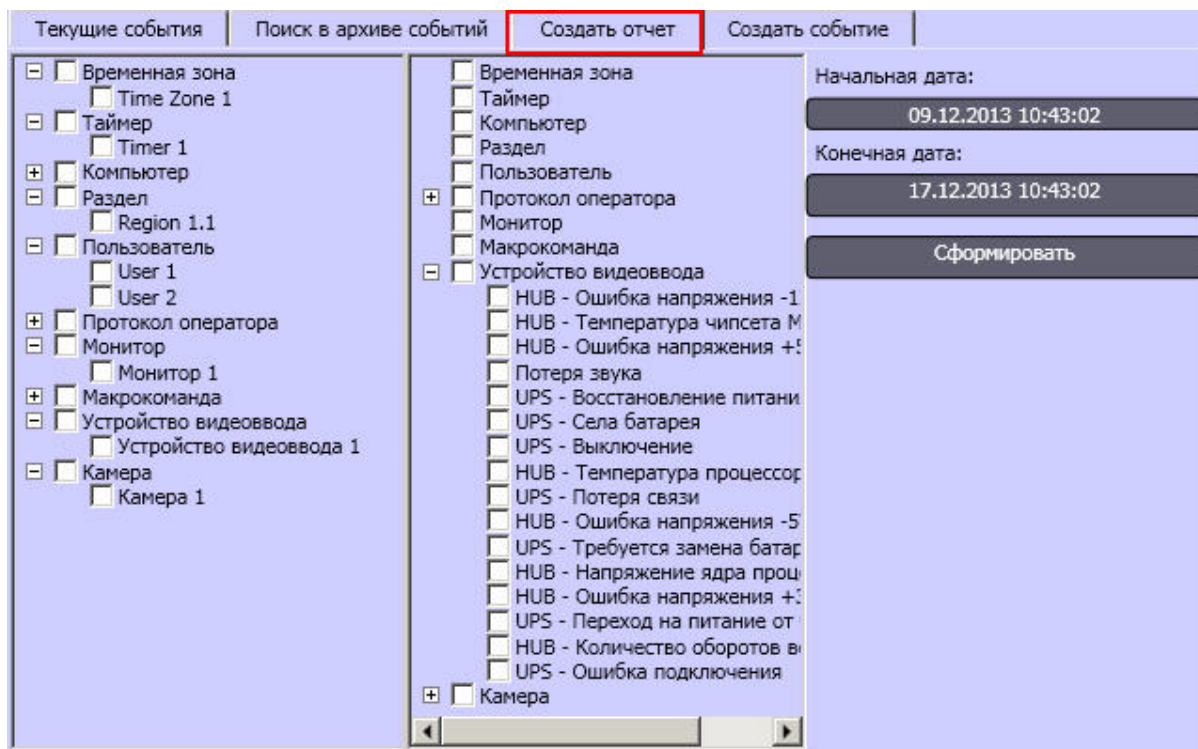 Текущие события
Поиск в архиве событий
Создать отчет
Создать событие
Временная зона
Time Zone 1
Таймер
Timer 1
Компьютер
Раздел
Region 1.1
Пользователь
User 1
User 2
Протокол оператора
Монитор
Монитор 1
Макрокоманда
Устройство видеоввода
Устройство видеоввода 1
Камера
Камера 1
Временная зона
Таймер
Компьютер
Раздел
Пользователь
Протокол оператора
Монитор
Макрокоманда
Устройство видеоввода
HUB - Ошибка напряжения -1
HUB - Температура чипсета
HUB - Ошибка напряжения
Потеря звука
UPS - Восстановление
UPS - Села батарея
UPS - Выключение
HUB - Температура
UPS - Потеря связи
HUB - Ошибка напряжения
UPS - Требуется замена
HUB - Напряжение ядра
HUB - Ошибка напряжения
UPS - Переход на питание от
HUB - Количество оборотов
UPS - Ошибка подключения
Камера
Начальная дата:
09.12.2013 10:43:02
Конечная дата:
17.12.2013 10:43:02
Сформировать